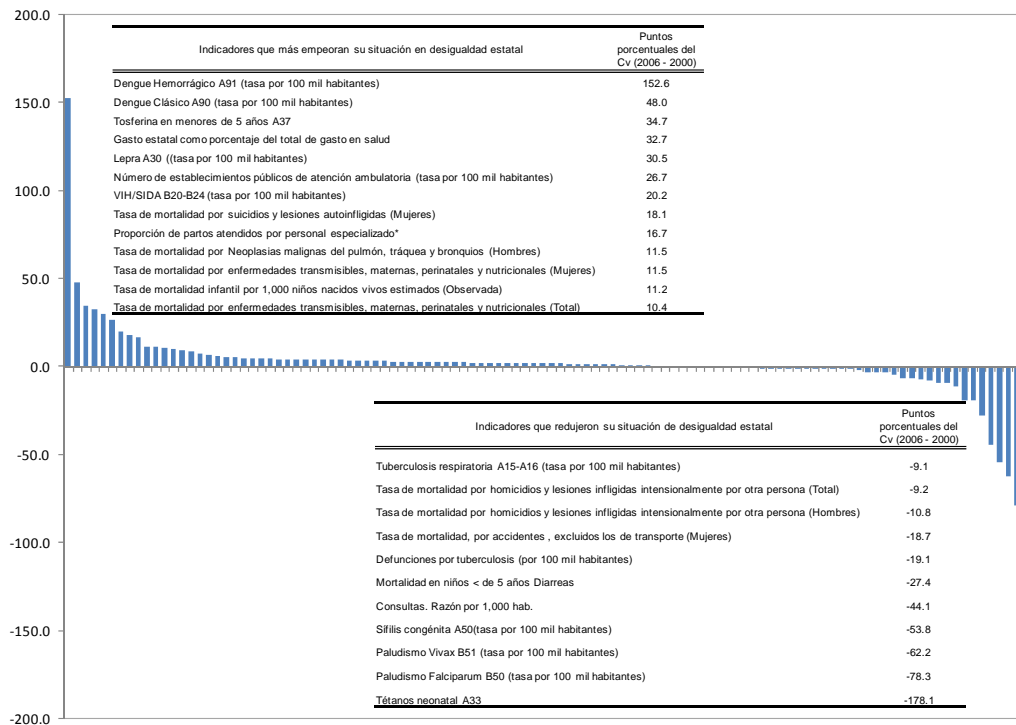 200.0
150.0
100.0
50.0
0.0
-50.0
-100.0
-150.0
-200.0
Indicadores que más empeoran su situación en desigualdad estatal
Puntos
porcentuales del
Cv (2006 - 2000)
Dengue Hemorrágico A91 (tasa por 100 mil habitantes) 152.6
Dengue Clásico A90 (tasa por 100 mil habitantes) 48.0
Tosferina en menores de 5 años A37 34.7
Gasto estatal como porcentaje del total de gasto en salud 32.7
Lepra A30 ((tasa por 100 mil habitantes) 30.5
Número de establecimientos públicos de atención ambulatoria (tasa por 100 mil habitantes) 26.7
VIH/SIDA B20-B24 (tasa por 100 mil habitantes) 20.2
Tasa de mortalidad por suicidios y lesiones autoinfligidas (Mujeres) 18.1
Proporción de partos atendidos por personal especializado* 16.7
Tasa de mortalidad por Neoplasias malignas del pulmón, tráquea y bronquios (Hombres) 11.5
Tasa de mortalidad por enfermedades transmisibles, maternas, perinatales y nutricionales (Mujeres) 11.5
Tasa de mortalidad infantil por 1,000 niños nacidos vivos estimados (Observada) 11.2
Tasa de mortalidad por enfermedades transmisibles, maternas, perinatales y nutricionales (Total) 10.4
Indicadores que redujeron su situación de desigualdad estatal
Puntos
porcentuales del
Cv (2006 - 2000)
Tuberculosis respiratoria A15-A16 (tasa por 100 mil habitantes) -9.1
Tasa de mortalidad por homicidios y lesiones infligidas intensionalmente por otra persona (Total) -9.2
Tasa de mortalidad por homicidios y lesiones infligidas intensionalmente por otra persona (Hombres) -10.8
Tasa de mortalidad, por accidentes , excluidos los de transporte (Mujeres) -18.7
Defunciones por tuberculosis (por 100 mil habitantes) -19.1
Mortalidad en niños < de 5 años Diarreas -27.4
Consultas. Razón por 1,000 hab. -44.1
Sífilis congénita A50(tasa por 100 mil habitantes) -53.8
Paludismo Vivax B51 (tasa por 100 mil habitantes) -62.2
Paludismo Falciparum B50 (tasa por 100 mil habitantes) -78.3
Tétanos neonatal A33 -178.1